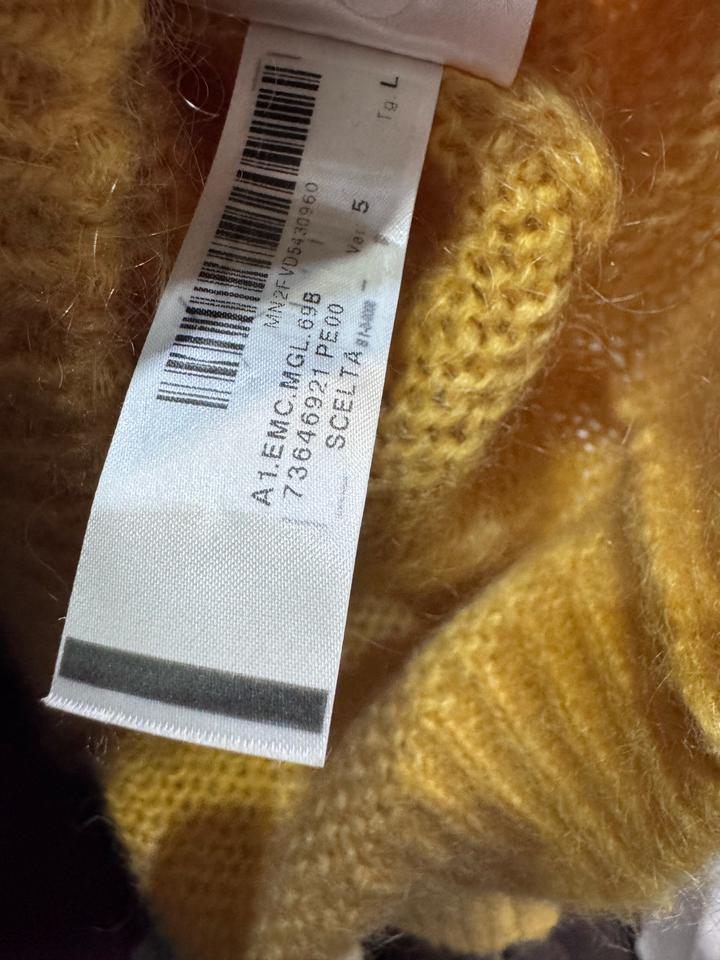 MN2FVD5430960
A1.EMC.MGL.69B
73646921 PE00
SCELTA
Var 5 Tg. L